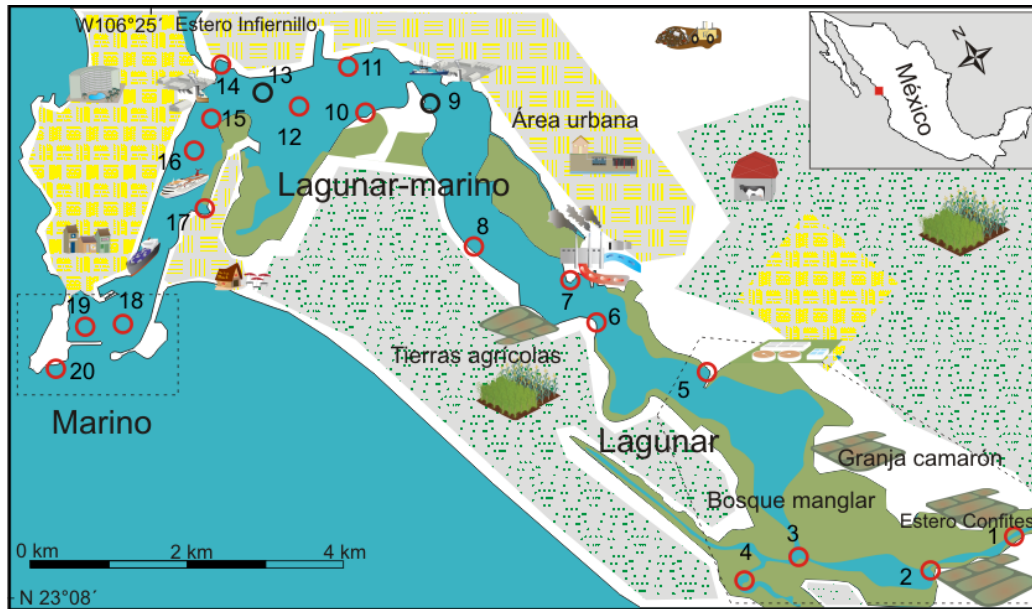 W106°25´
Estero Infiernillo
14
13
11
15
12
10
9
Área urbana
México
N
16
Lagunar-marino
17
8
7
6
19
18
20
Tierras agrícolas
5
Marino
Lagunar
Granja camarón
Bosque manglar
Estero Confites
1
3
4
2
0 km
2 km
4 km
N 23°08´